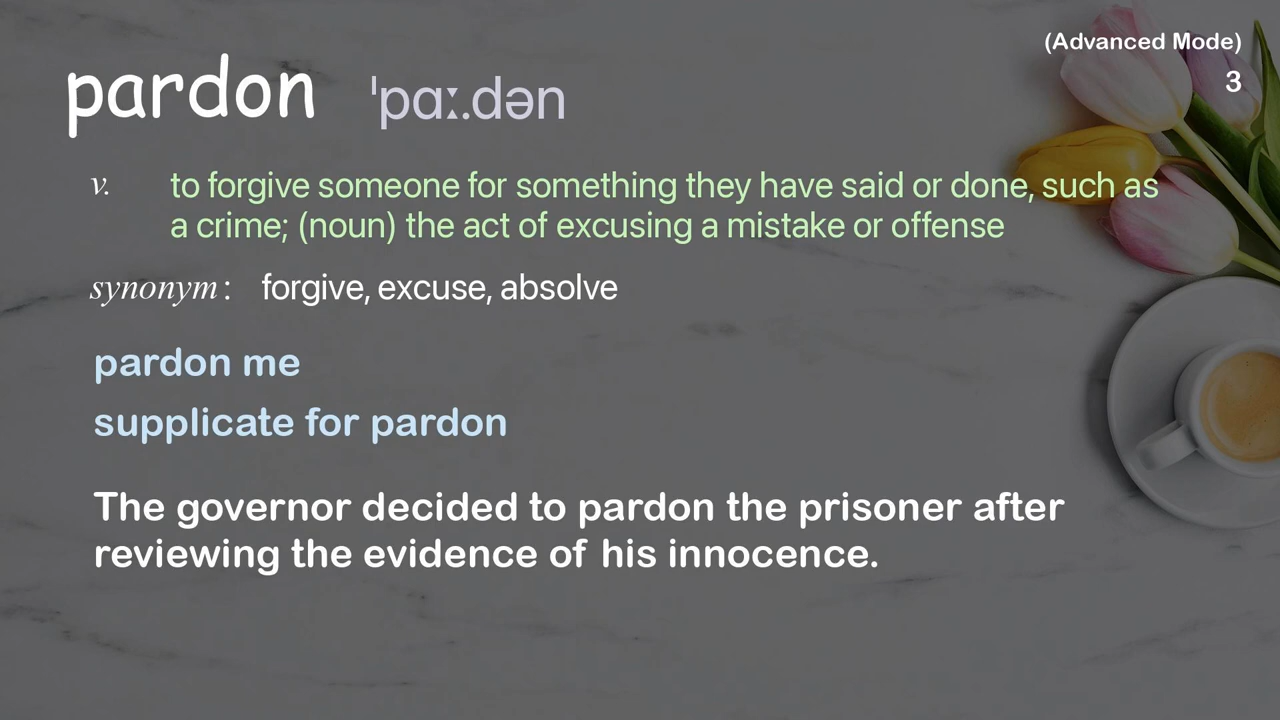 (Advanced Mode)
3
pardon ˈpɑː.dən
v. to forgive someone for something they have said or done, such as
a crime; (noun) the act of excusing a mistake or offense
synonym : forgive, excuse, absolve
pardon me
supplicate for pardon
The governor decided to pardon the prisoner after
reviewing the evidence of his innocence.